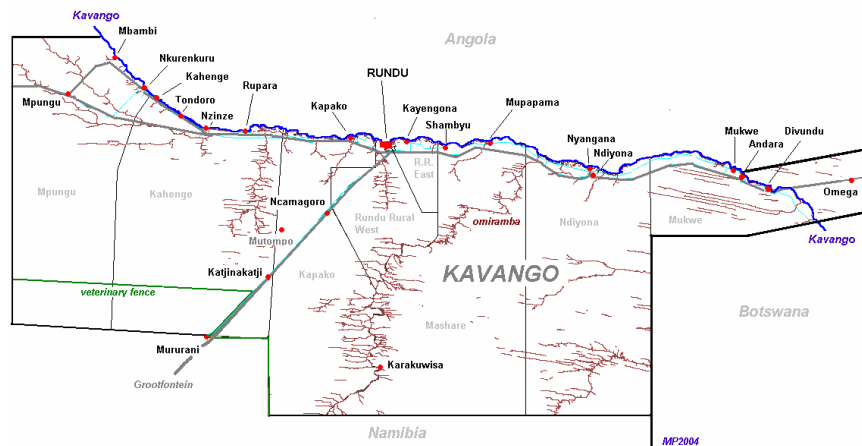 Kavango
Mbambi
Angola
Nkurenkuru
Kahenge
Mpungu
Tondoro
Nzinze
Rupara
RUNDU
Kapako
Kayengona
Shambyu
Mupapama
Nyangana
Ndiyona
Mukwe
Andara
Divundu
Omega
R.R.
East
Mpungu
Kahenge
Ncamagoro
Rundu Rural
West
omiramba
Ndiyona
Mukwe
Kavango
Mutompo
Katjinakatji
Kapako
KAVANGO
veterinary fence
Mashare
Botswana
Mururani
Karakuwisa
Grootfontein
Namibia
MP2004